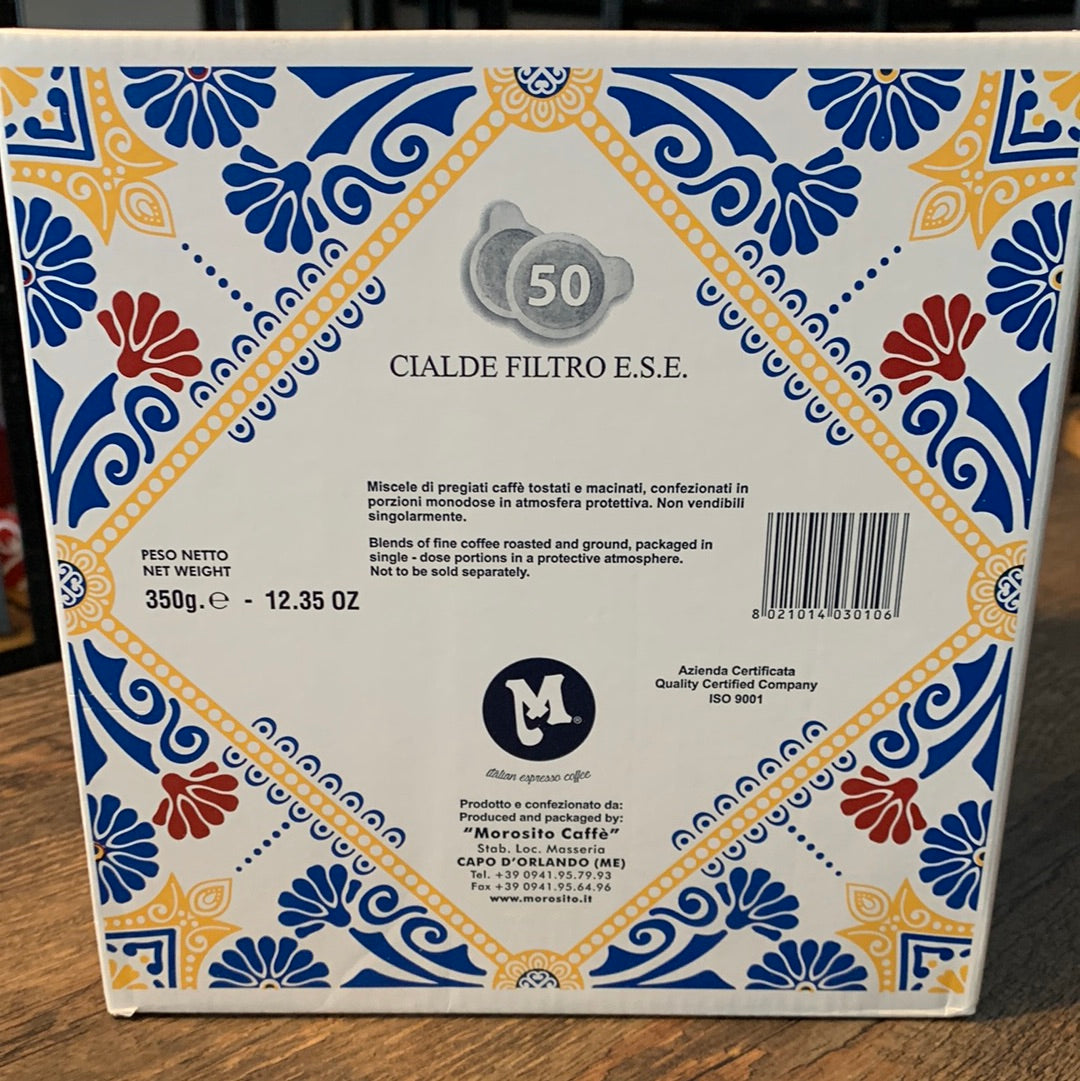 50
CIALDE FILTRO E.S.E.
Miscele di pregiati caffè tostati e macinati, confezionati in
porzioni monodose in atmosfera protettiva. Non vendibili
singolarmente.
Blends of fine coffee roasted and ground, packaged in
single - dose portions in a protective atmosphere.
Not to be sold separately.
PESO NETTO
NET WEIGHT
350g. ℮ - 12.35 OZ
8 021014 030106
Azienda Certificata
Quality Certified Company
ISO 9001
M®
italian espresso coffee
Prodotto e confezionato da:
Produced and packaged by:
"Morosito Caffè"
Stab. Loc. Masseria
CAPO D'ORLANDO (ME)
Tel. +39 0941.95.79.93
Fax +39 0941.95.64.96
www.morosito.it